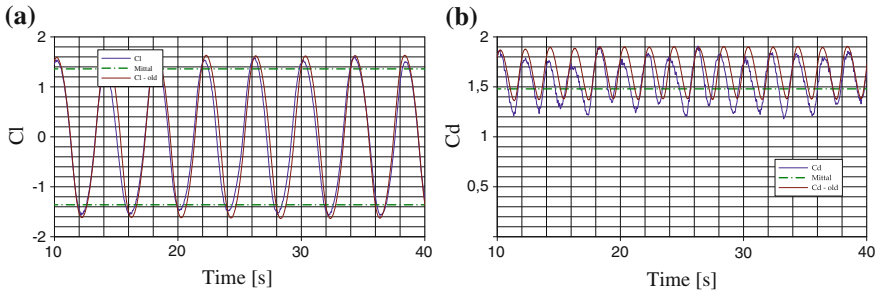 (a)
2
1
0
-1
-2
Cl
Cl
Mittal
Cl - old
10
20
30
40
Time [s]
(b)
2
1.5
1
0,5
Cd
Cd
Mittal
Cd - old
10
20
30
40
Time [s]